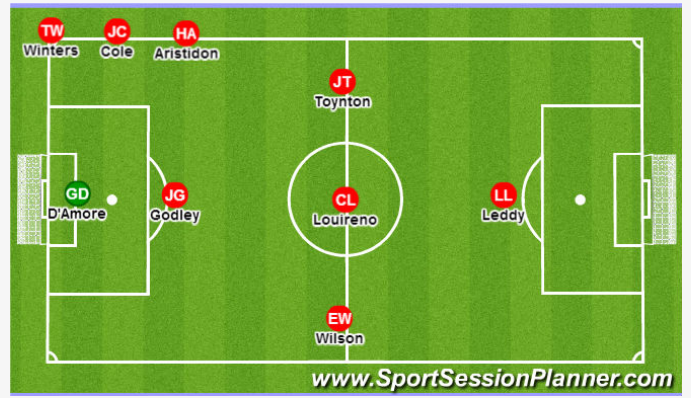 TW
Winters
JC
Cole
HA
Aristidon
JT
Toynton
GD
D'Amore
JG
Godley
CL
Louireno
LL
Leddy
EW
Wilson
www.SportSessionPlanner.com